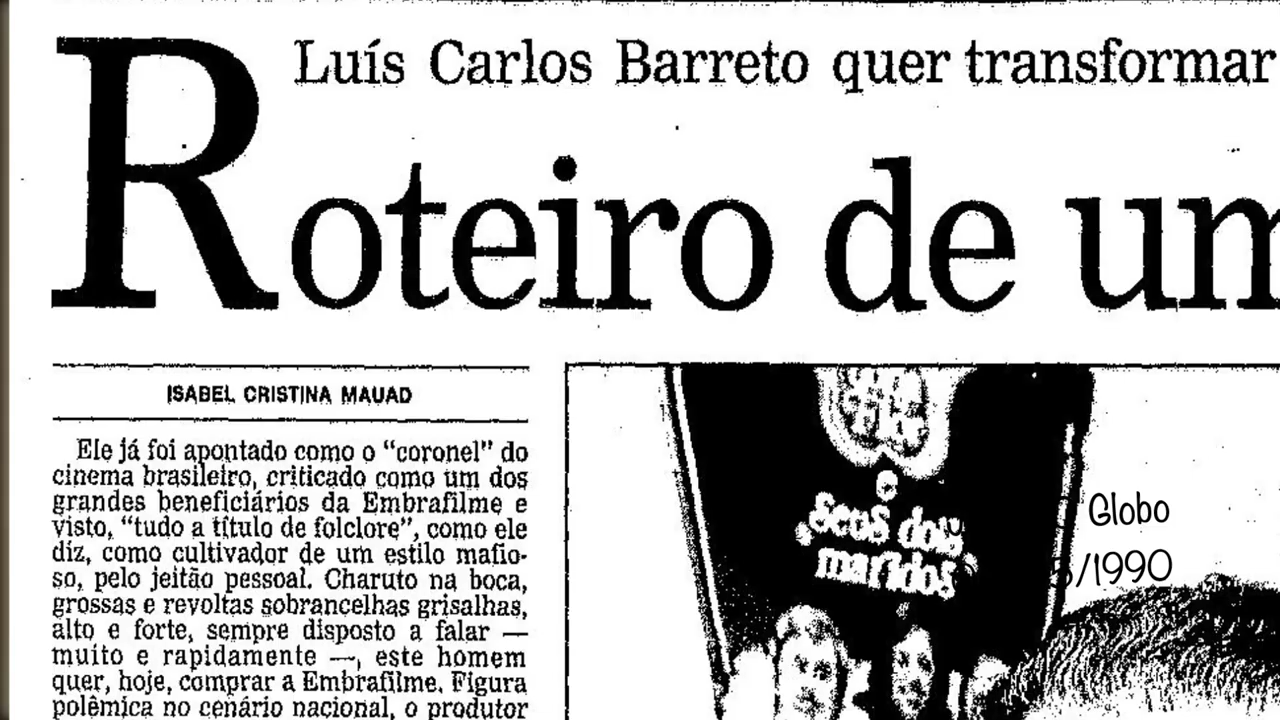 Luís Carlos Barreto quer transformar
Roteiro de um
ISABEL CRISTINA MAUAD
Ele já foi apontado como o “coronel” do
cinema brasileiro, criticado como um dos
grandes beneficiários da Embrafilme e
visto, “tudo a título de folclore”, como ele
diz, como cultivador de um estilo mafio-
so, pelo jeitão pessoal. Charuto na boca,
grossas e revoltas sobrancelhas grisalhas,
alto e forte, sempre disposto a falar —
muito e rapidamente —, este homem
quer, hoje, comprar a Embrafilme. Figura
polêmica no cenário nacional, o produtor
e
seus dois
maridos
Globo
/1990